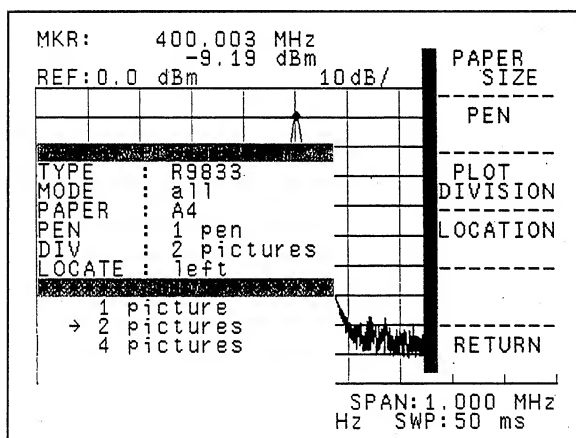 MKR: 400.003 MHz
-9.19 dBm
REF:0.0 dBm 10dB/
TYPE : R9833
MODE : all
PAPER : A4
PEN : 1 pen
DIV : 2 pictures
LOCATE : left
1 picture
→ 2 pictures
4 pictures
SPAN:1.000 MHz
Hz SWP:50 ms
PAPER
SIZE
PEN
PLOT
DIVISION
LOCATION
RETURN